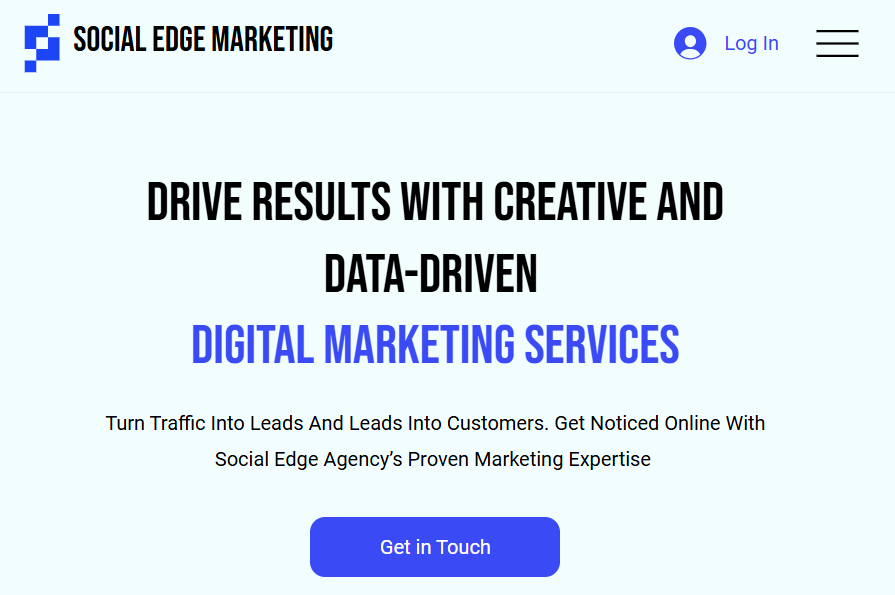 SOCIAL EDGE MARKETING
Log In
DRIVE RESULTS WITH CREATIVE AND
DATA-DRIVEN
DIGITAL MARKETING SERVICES
Turn Traffic Into Leads And Leads Into Customers. Get Noticed Online With
Social Edge Agency’s Proven Marketing Expertise
Get in Touch